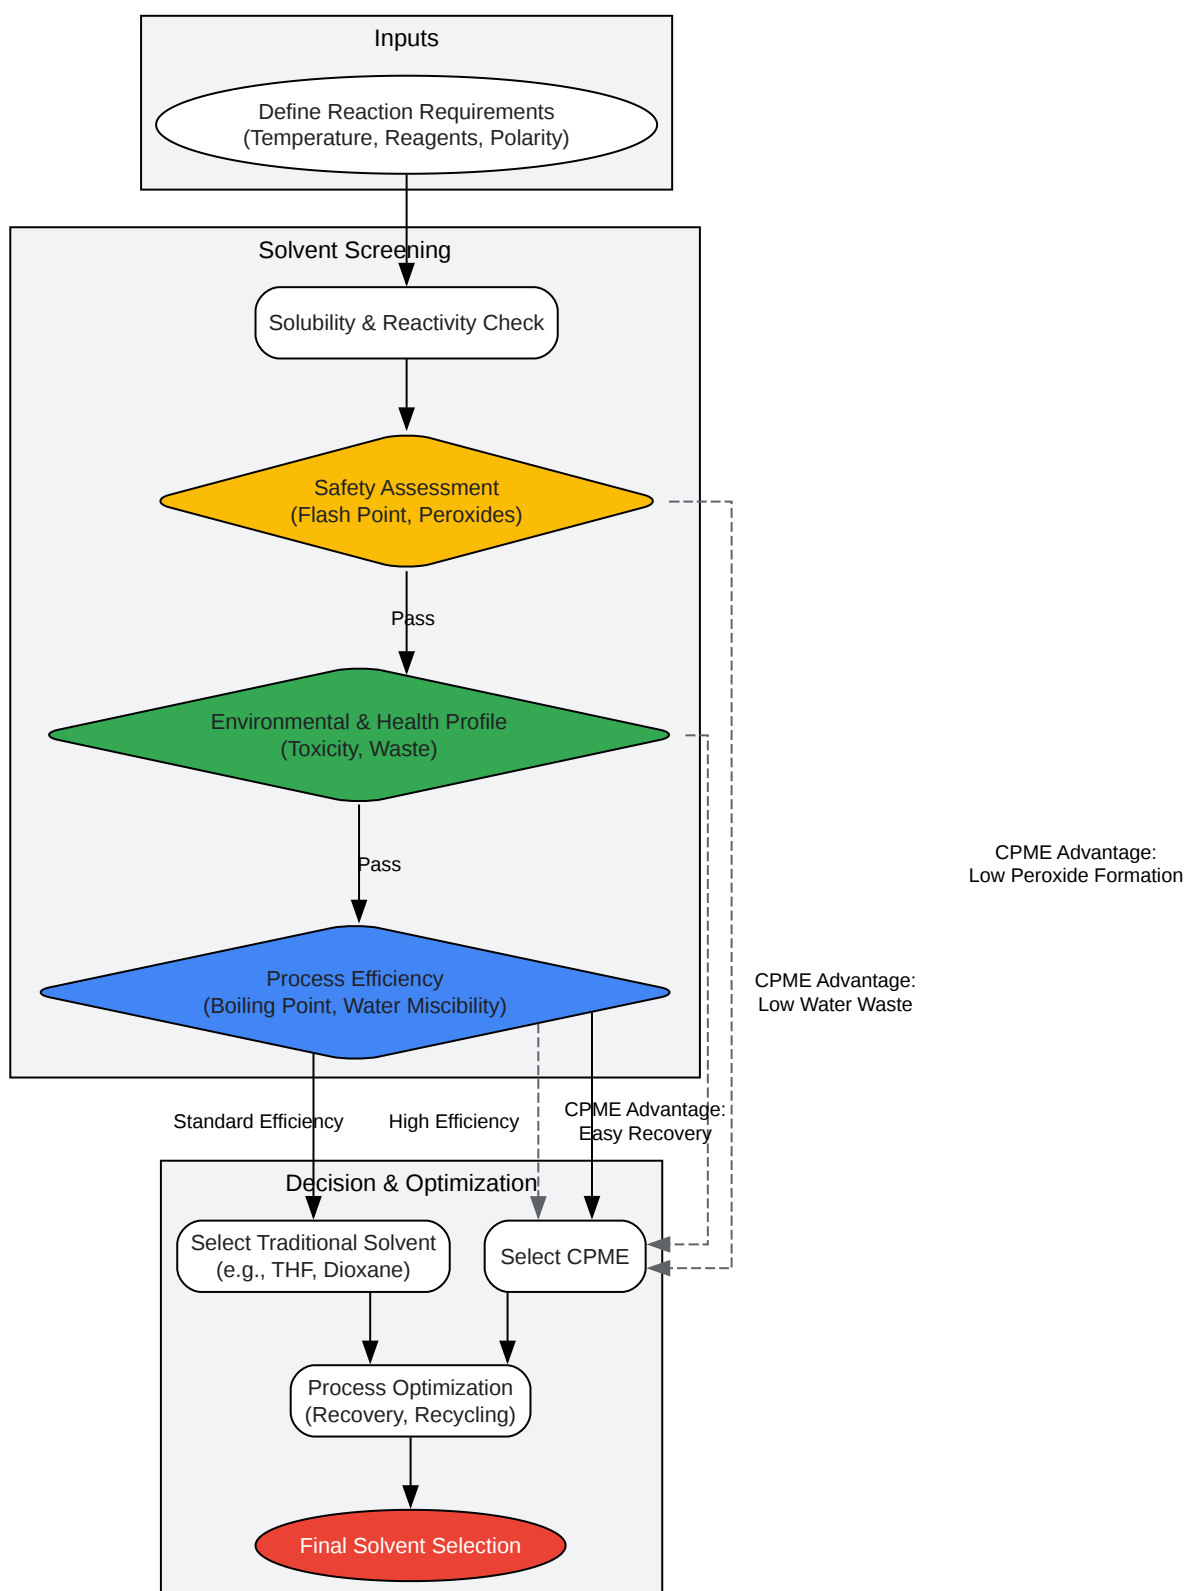 Inputs
Define Reaction Requirements
(Temperature, Reagents, Polarity)
Solvent Screening
Solubility & Reactivity Check
Safety Assessment
(Flash Point, Peroxides)
Pass
Environmental & Health Profile
(Toxicity, Waste)
Pass
CPME Advantage:
Low Peroxide Formation
Process Efficiency
(Boiling Point, Water Miscibility)
CPME Advantage:
Low Water Waste
Standard Efficiency
High Efficiency
CPME Advantage:
Easy Recovery
Decision & Optimization
Select Traditional Solvent
(e.g., THF, Dioxane)
Select CPME
Process Optimization
(Recovery, Recycling)
Final Solvent Selection